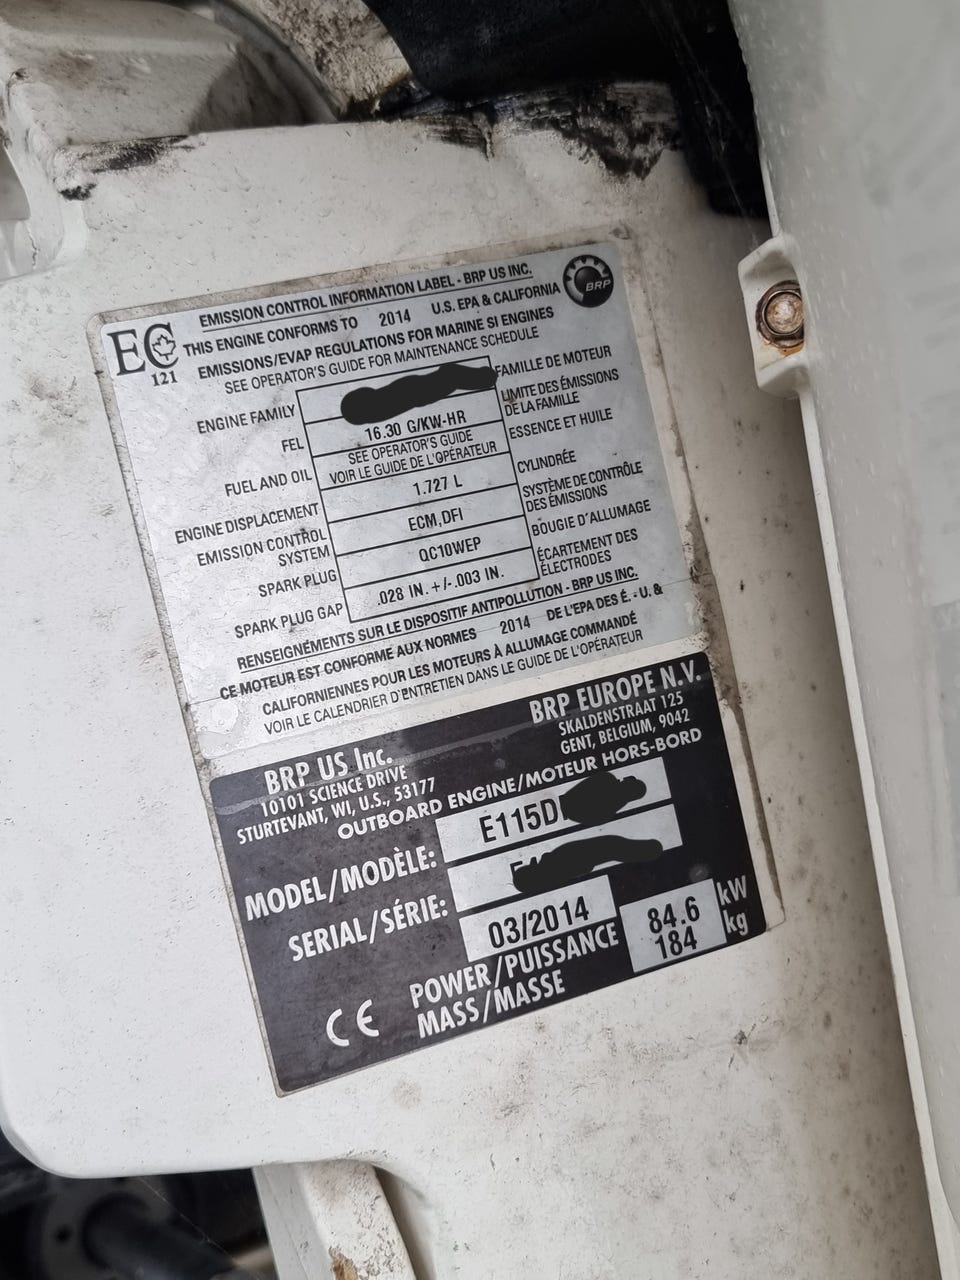 EMISSION CONTROL INFORMATION LABEL - BRP US INC.
THIS ENGINE CONFORMS TO 2014 U.S. EPA & CALIFORNIA
EMISSIONS/EVAP REGULATIONS FOR MARINE SI ENGINES
SEE OPERATOR'S GUIDE FOR MAINTENANCE SCHEDULE
BRP
EC
121
ENGINE FAMILY FAMILLE DE MOTEUR
FEL 16.30 G/KW-HR LIMITE DES ÉMISSIONS DE LA FAMILLE
FUEL AND OIL SEE OPERATOR'S GUIDE ESSENCE ET HUILE
VOIR LE GUIDE DE L'OPÉRATEUR
ENGINE DISPLACEMENT 1.727 L CYLINDRÉE
EMISSION CONTROL SYSTEM ECM,DFI SYSTÈME DE CONTRÔLE DES ÉMISSIONS
SPARK PLUG QC10WEP BOUGIE D'ALLUMAGE
SPARK PLUG GAP .028 IN.+/-.003 IN. ÉCARTEMENT DES ÉLECTRODES
RENSEIGNÉMENTS SUR LE DISPOSITIF ANTIPOLLUTION - BRP US INC.
CE MOTEUR EST CONFORME AUX NORMES 2014 DE L'EPA DES É.-U. &
CALIFORNIENNES POUR LES MOTEURS À ALLUMAGE COMMANDÉ
VOIR LE CALENDRIER D'ENTRETIEN DANS LE GUIDE DE L'OPÉRATEUR
BRP US Inc.
10101 SCIENCE DRIVE
STURTEVANT, WI, U.S., 53177
BRP EUROPE N.V.
SKALDENSTRAAT 125
GENT, BELGIUM, 9042
OUTBOARD ENGINE/MOTEUR HORS-BORD
MODEL/MODÈLE: E115D
SERIAL/SÉRIE:
03/2014
POWER/PUISSANCE 84.6 kW
MASS/MASSE 184 kg
CE